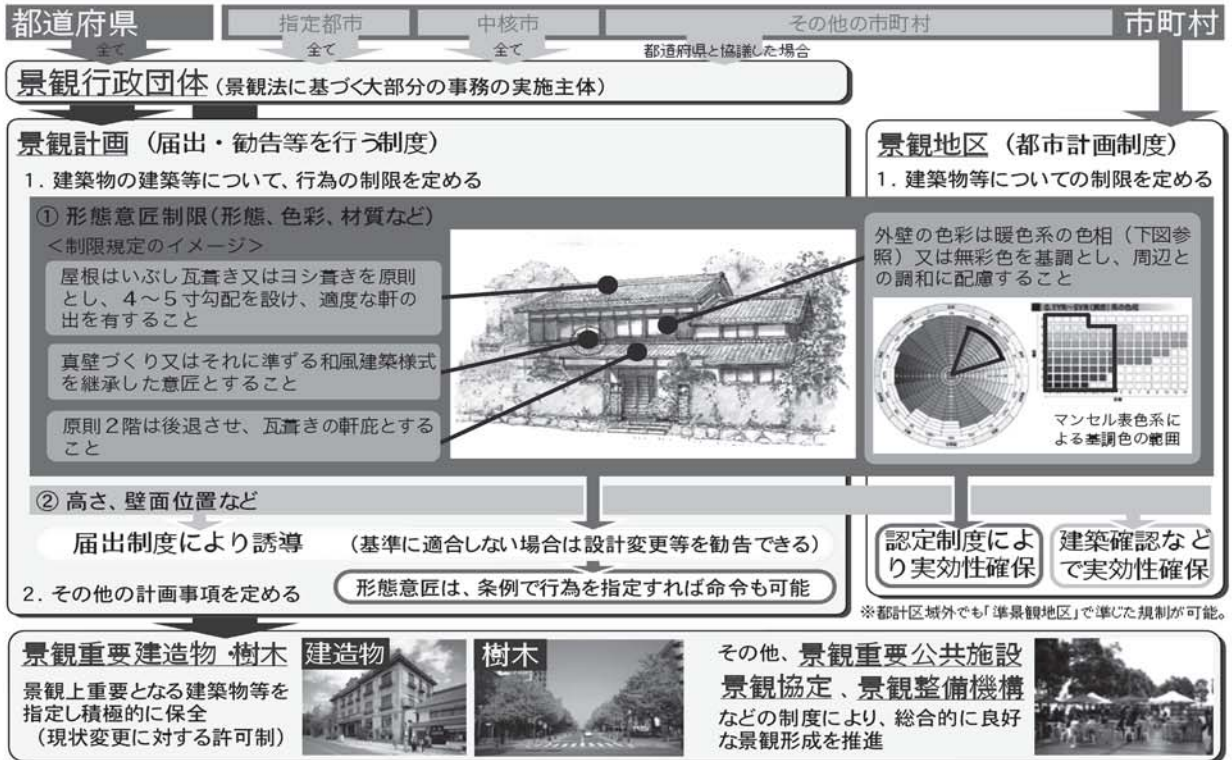 都道府県
指定都市
中核市
その他の市町村
市町村
全て
全て
全て
都道府県と協議した場合
景観行政団体（景観法に基づく大部分の事務の実施主体）
景観計画（届出・勧告等を行う制度）
1．建築物の建築等について、行為の制限を定める
① 形態意匠制限(形態、色彩、材質など)
＜制限規定のイメージ＞
屋根はいぶし瓦葺き又はヨシ葺きを原則
とし、４～５寸勾配を設け、適度な軒の
出を有すること
真壁づくり又はそれに準ずる和風建築様式
を継承した意匠とすること
原則２階は後退させ、瓦葺きの軒庇とする
こと
景観地区（都市計画制度）
1．建築物等についての制限を定める
外壁の色彩は暖色系の色相（下図参
照）又は無彩色を基調とし、周辺と
の調和に配慮すること
マンセル表色系に
よる基調色の範囲
② 高さ、壁面位置など
届出制度により誘導
（基準に適合しない場合は設計変更等を勧告できる）
形態意匠は、条例で行為を指定すれば命令も可能
2．その他の計画事項を定める
認定制度によ
り実効性確保
建築確認など
で実効性確保
※都計区域外でも「準景観地区」で準じた規制が可能。
景観重要建造物・樹木
景観上重要となる建築物等を
指定し積極的に保全
（現状変更に対する許可制）
建造物
樹木
その他、景観重要公共施設
景観協定、景観整備機構
などの制度により、総合的に良好
な景観形成を推進